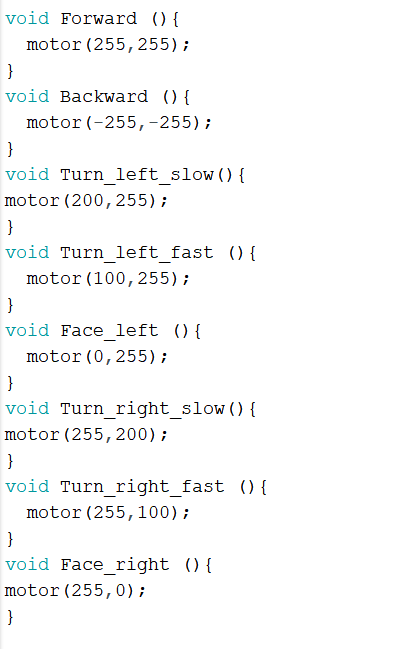 void Forward (){
  motor(255,255);
}
void Backward (){
  motor(-255,-255);
}
void Turn_left_slow(){
motor(200,255);
}
void Turn_left_fast (){
  motor(100,255);
}
void Face_left (){
  motor(0,255);
}
void Turn_right_slow(){
motor(255,200);
}
void Turn_right_fast (){
  motor(255,100);
}
void Face_right (){
motor(255,0);
}